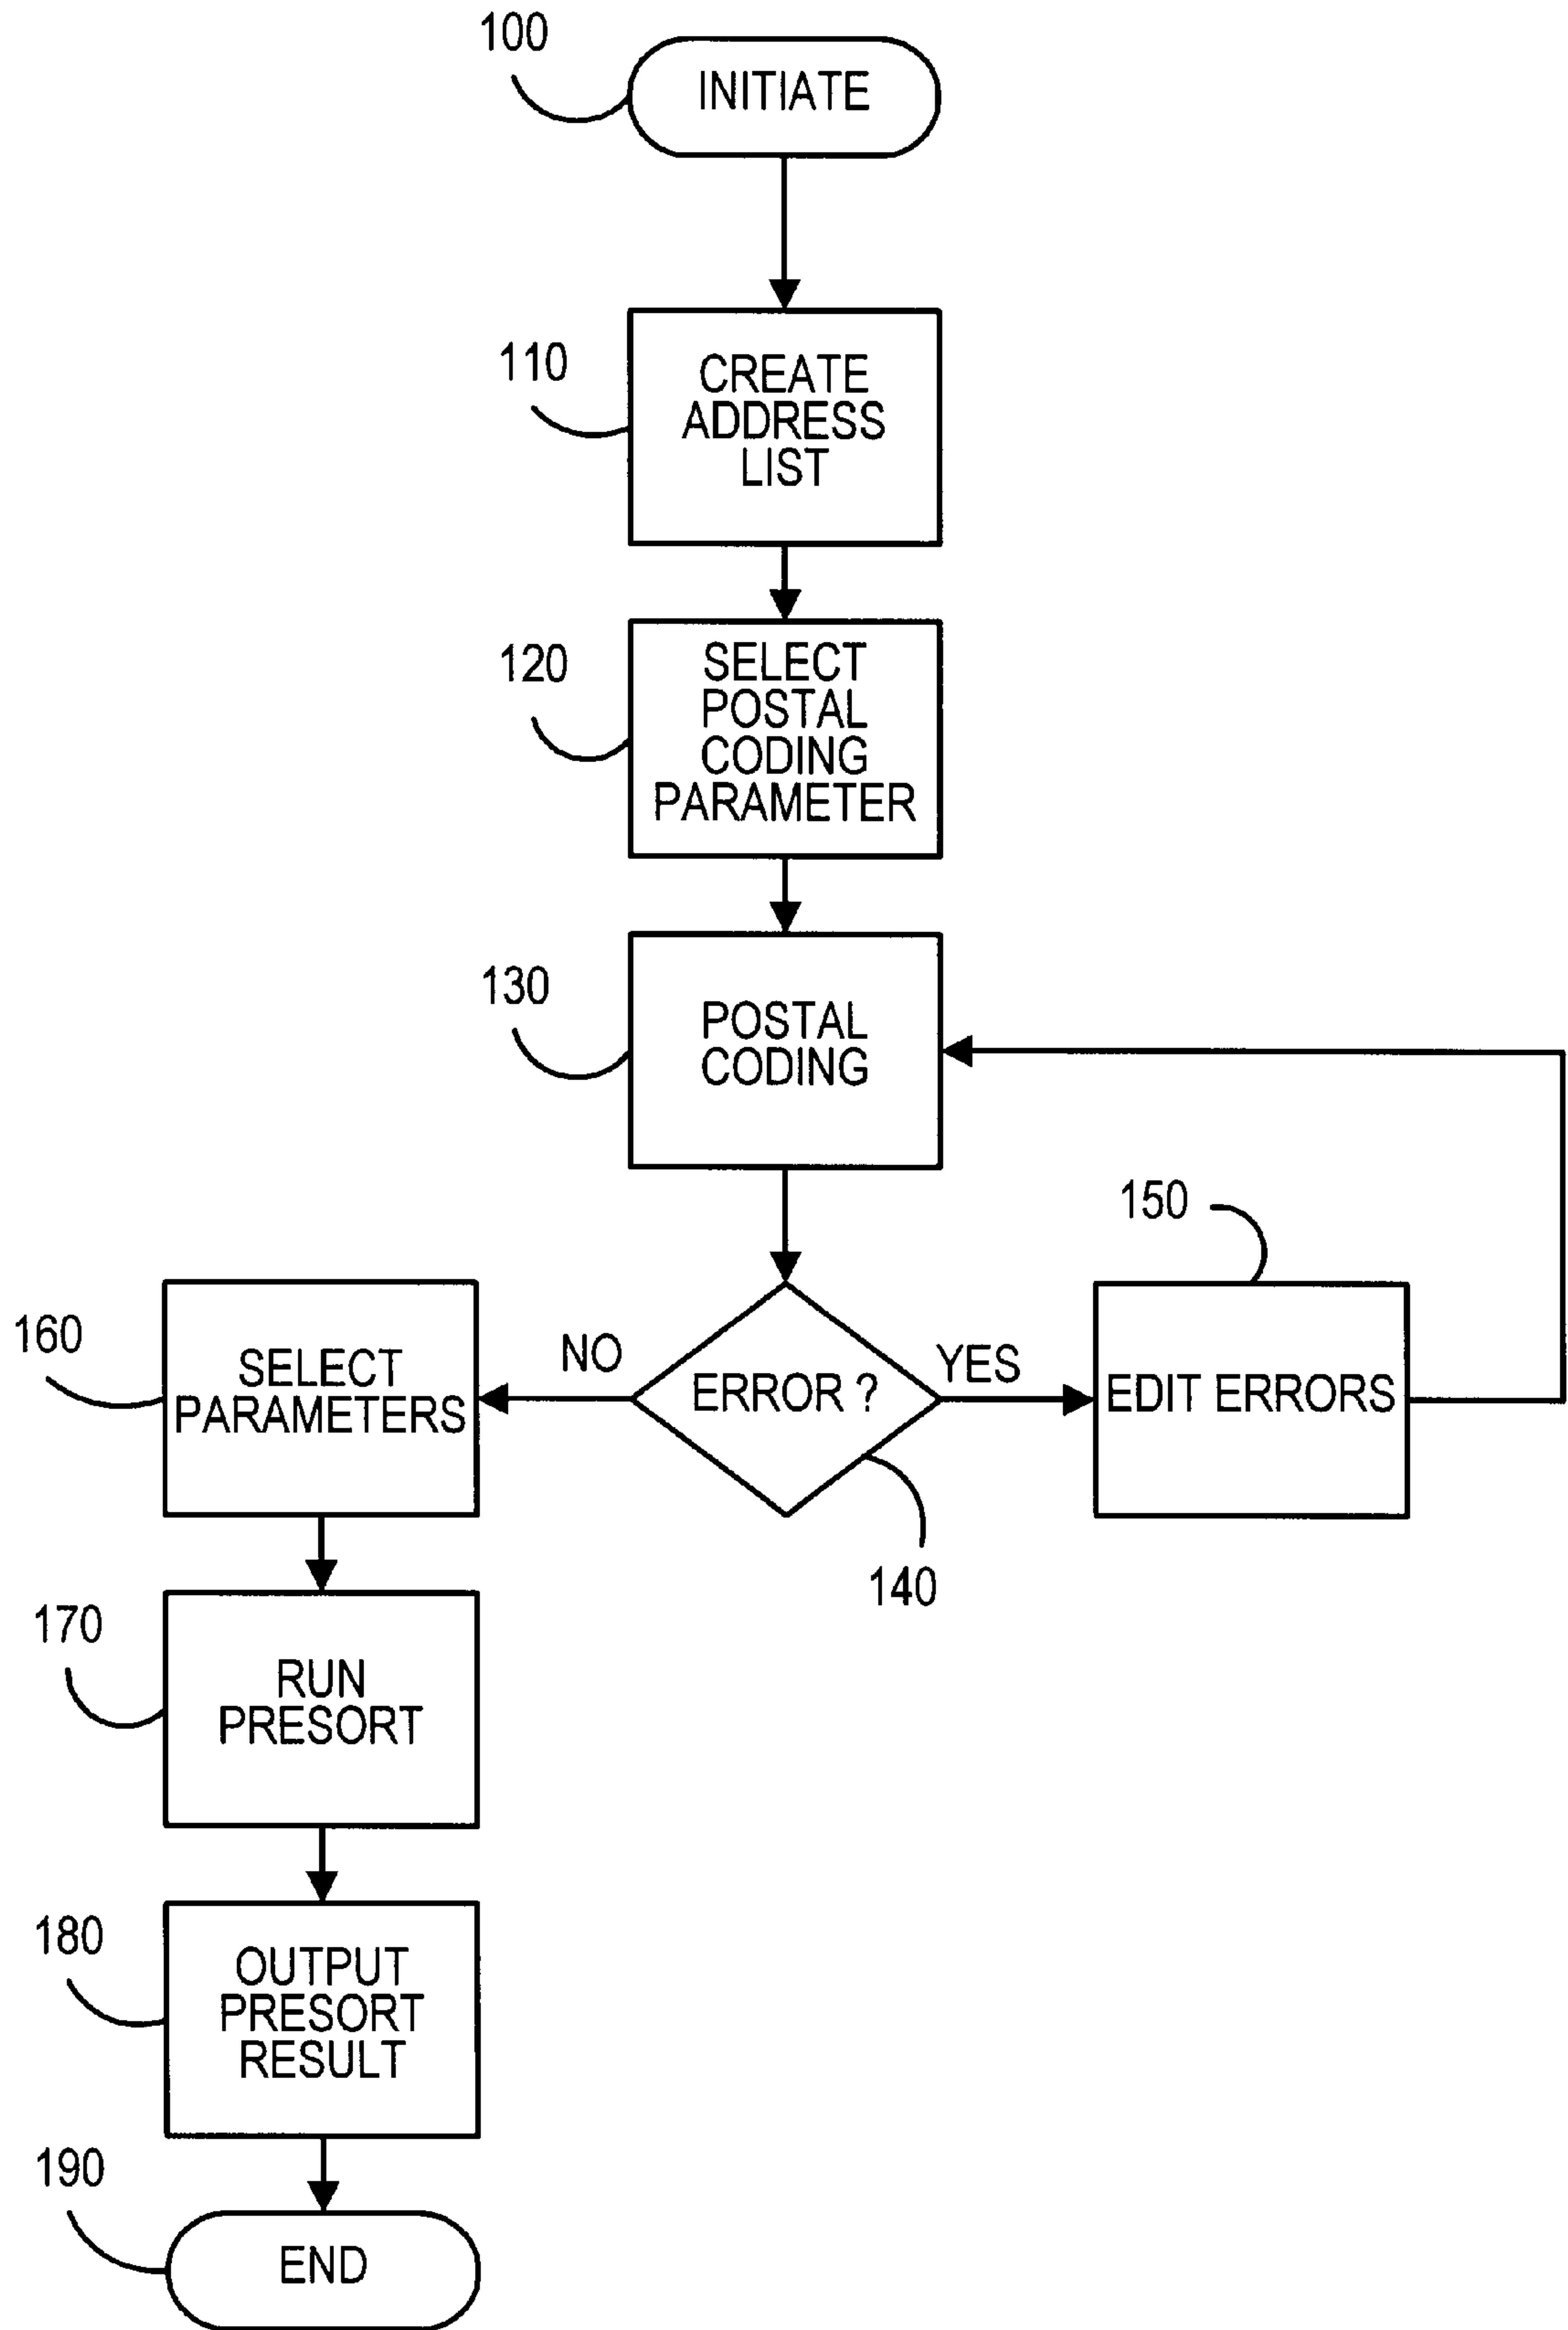 100
INITIATE
110
CREATE
ADDRESS
LIST
120
SELECT
POSTAL
CODING
PARAMETER
130
POSTAL
CODING
150
160
SELECT
PARAMETERS
NO
ERROR ?
YES
EDIT ERRORS
140
170
RUN
PRESORT
180
OUTPUT
PRESORT
RESULT
190
END